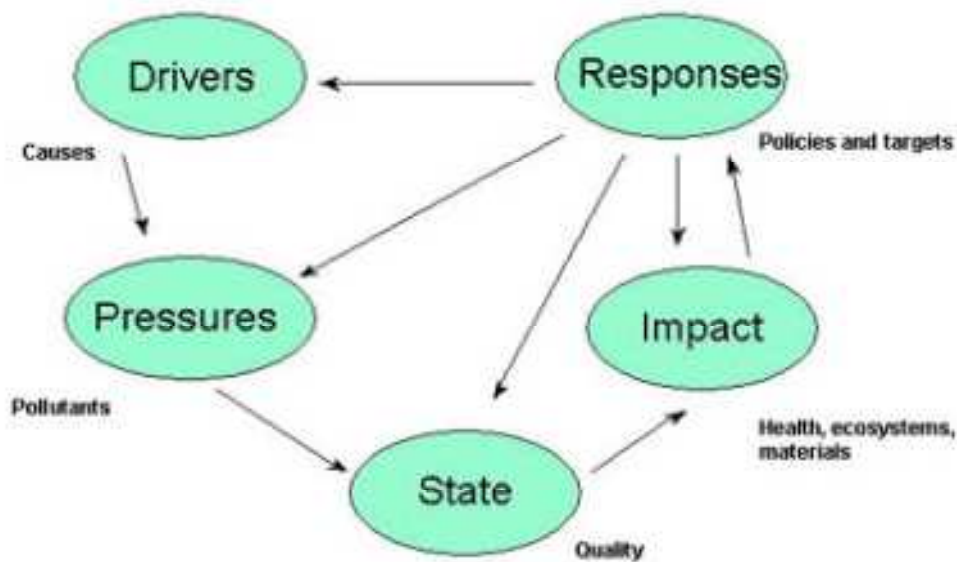 Drivers
Responses
Causes
Policies and targets
Pressures
Impact
Pollutants
Health, ecosystems,
materials
State
Quality